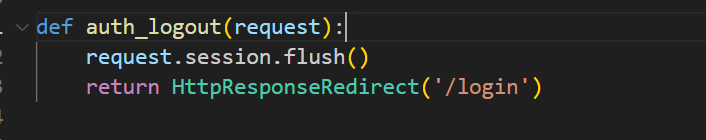 def auth_logout(request):
    request.session.flush()
    return HttpResponseRedirect('/login')